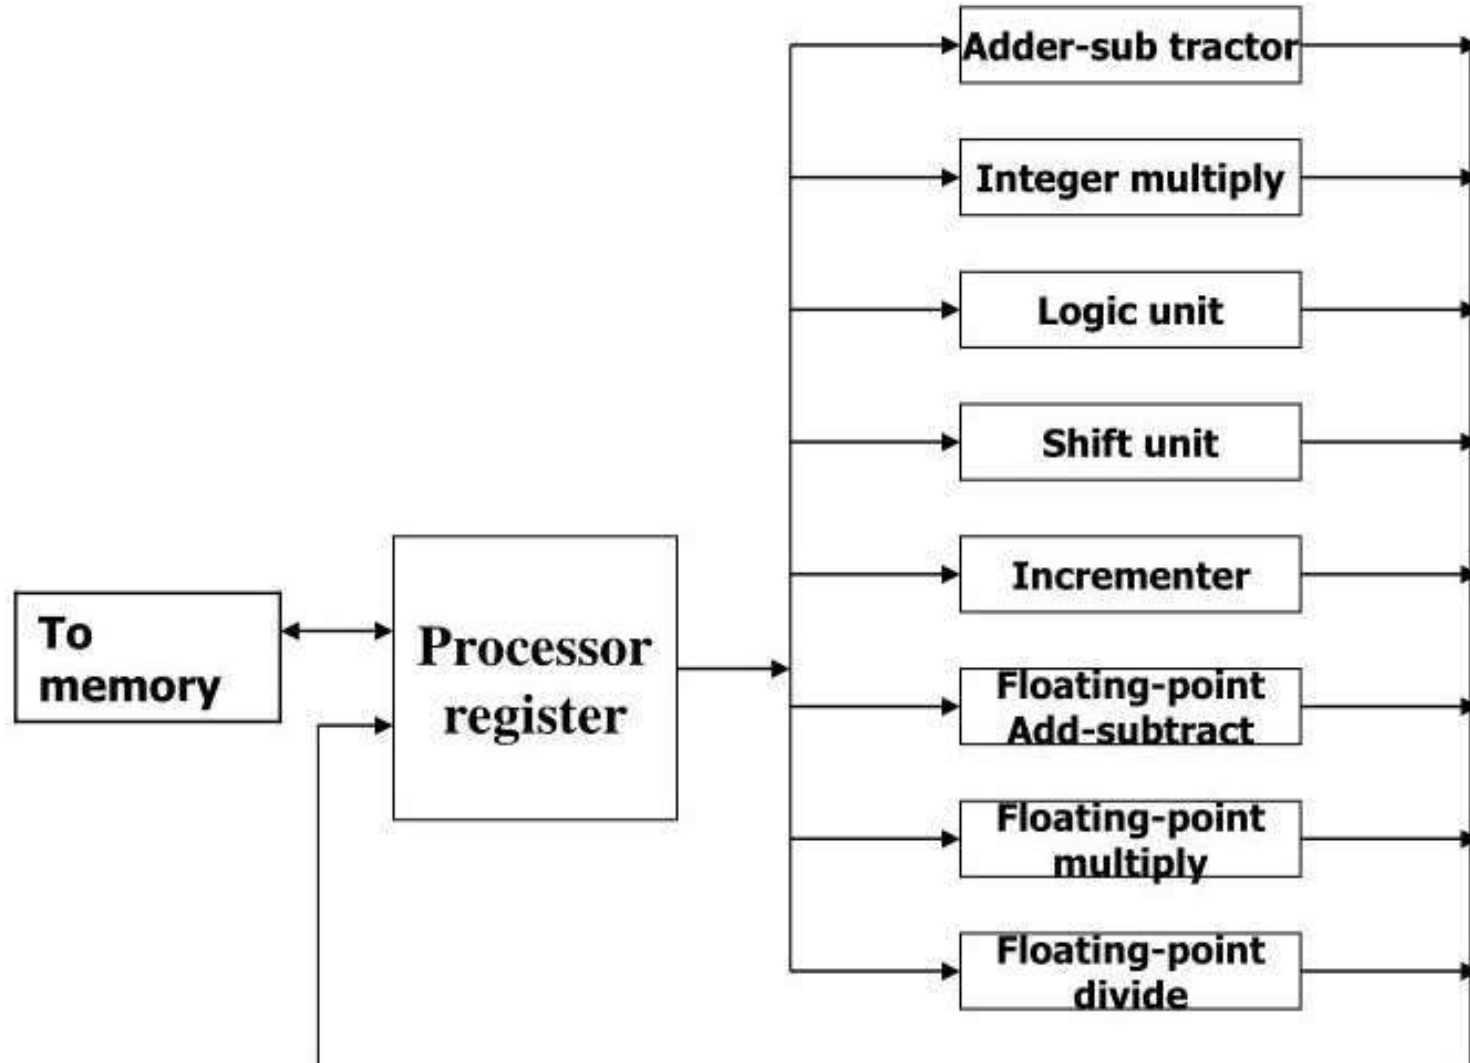 Adder-sub tractor
Integer multiply
Logic unit
Shift unit
Incrementer
To
memory
Processor
register
Floating-point
Add-subtract
Floating-point
multiply
Floating-point
divide